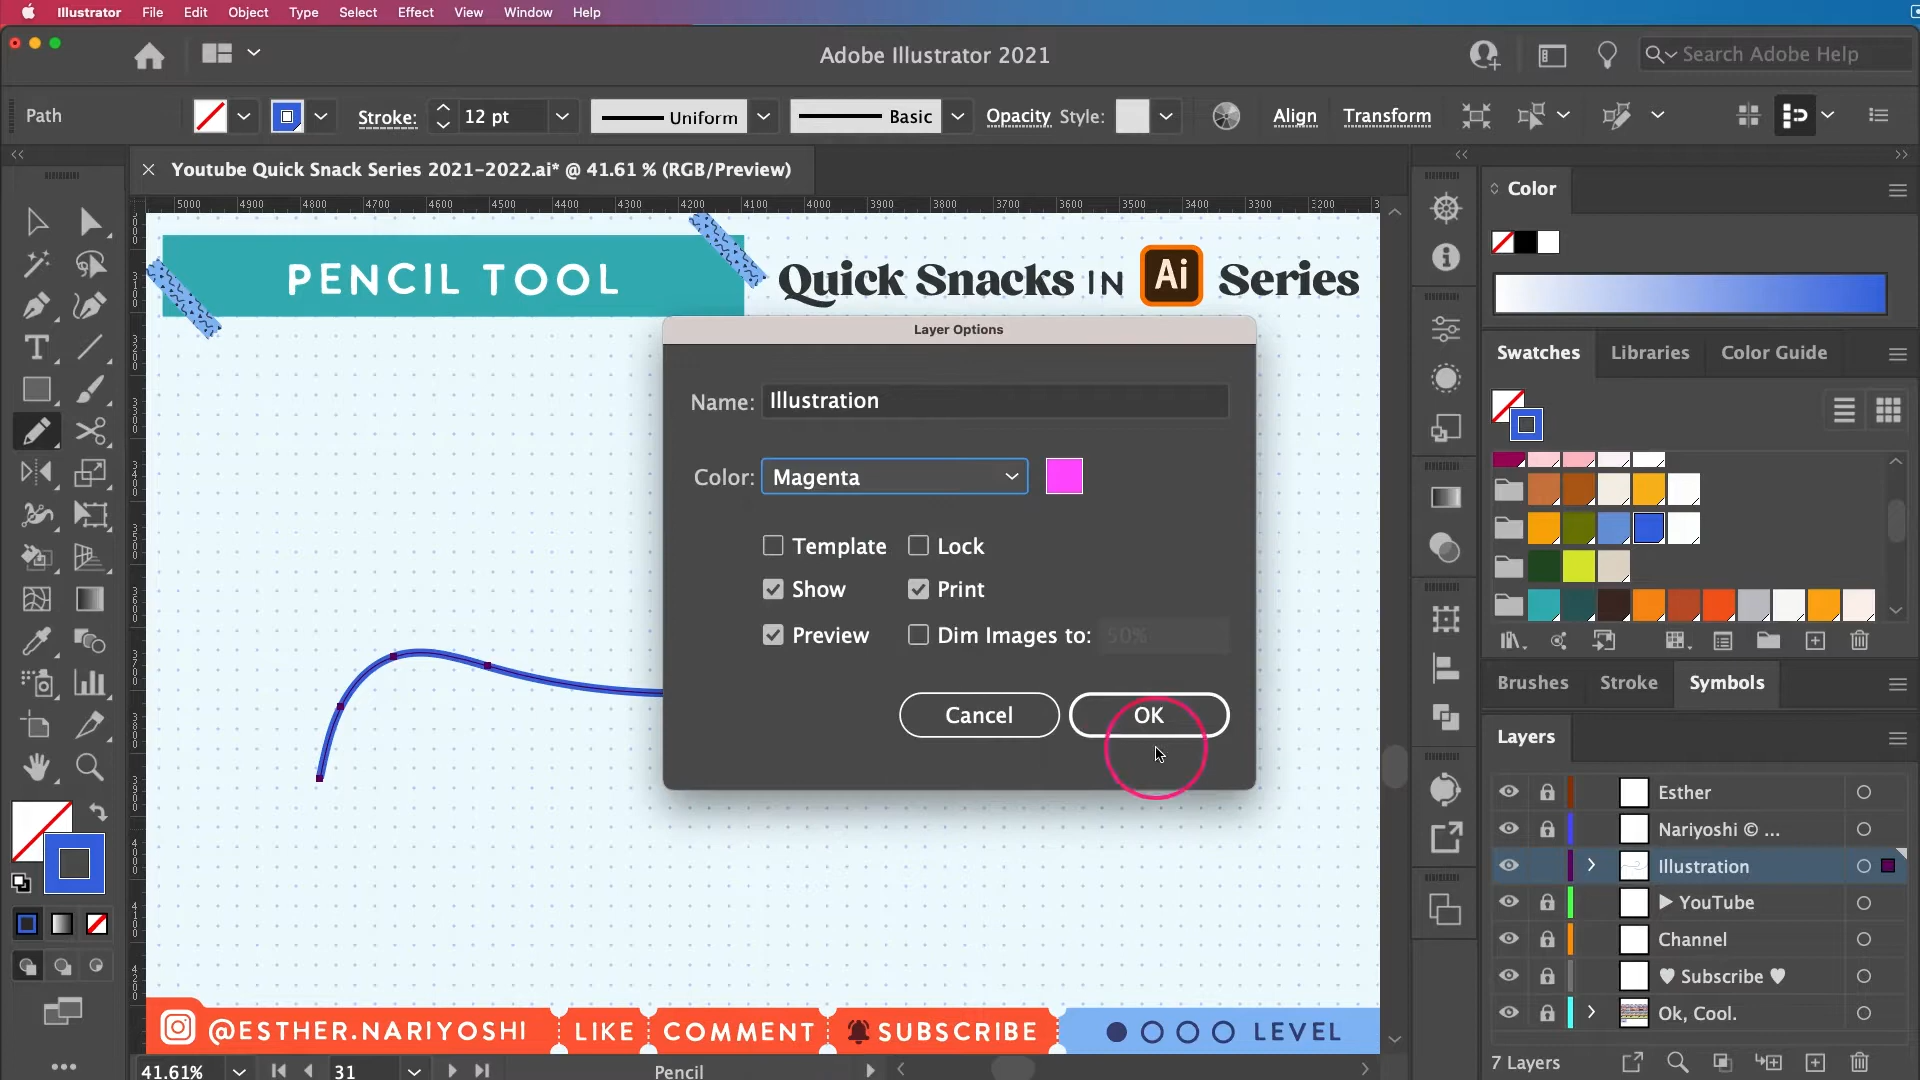 Illustrator File Edit Object Type Select Effect View Window Help
Adobe Illustrator 2021
Search Adobe Help
Path
Stroke: 12 pt Uniform Basic Opacity Style: Align Transform
Youtube Quick Snack Series 2021-2022.ai* @ 41.61 % (RGB/Preview)
5000 4900 4800 4700 4600 4500 4400 4300 4200 4100 4000 3900 3800 3700 3600 3500 3400 3300 3200
PENCIL TOOL
Quick Snacks IN Ai Series
Layer Options
Name: Illustration
Color: Magenta
Template Lock
Show Print
Preview Dim Images to: 50%
Cancel OK
Color
Swatches Libraries Color Guide
Brushes Stroke Symbols
Layers
Esther
Nariyoshi © ...
Illustration
▶ YouTube
Channel
♥ Subscribe ♥
Ok, Cool.
7 Layers
@ESTHER.NARIYOSHI LIKE COMMENT SUBSCRIBE LEVEL
41.61% 31 Pencil